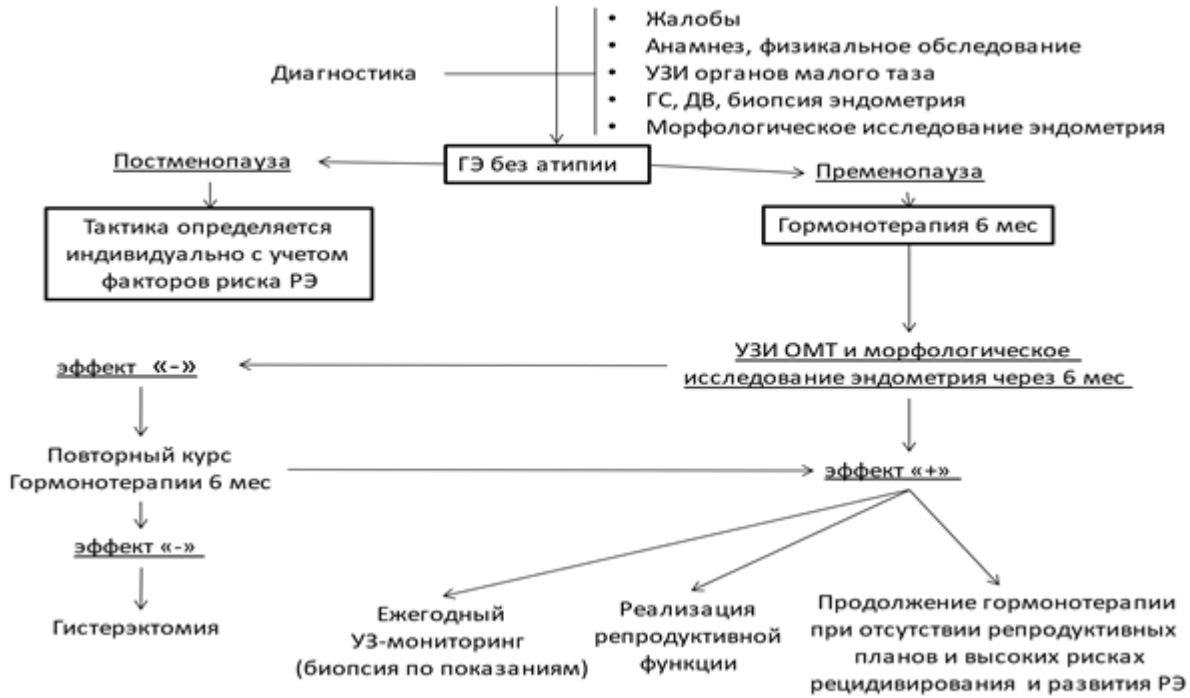 • Жалобы
• Анамнез, физикальное обследование
Диагностика
• УЗИ органов малого таза
• ГС, ДВ, биопсия эндометрия
• Морфологическое исследование эндометрия
Постменопауза
ГЭ без атипии
Пременопауза
Тактика определяется
индивидуально с учетом
факторов риска РЭ
Гормонотерапия 6 мес
УЗИ ОМТ и морфологическое
исследование эндометрия через 6 мес
эффект «-»
Повторный курс
Гормонотерапии 6 мес
эффект «+»
эффект «-»
Гистерэктомия
Ежегодный
УЗ-мониторинг
(биопсия по показаниям)
Реализация
репродуктивной
функции
Продолжение гормонотерапии
при отсутствии репродуктивных
планов и высоких рисках
рецидивирования и развития РЭ